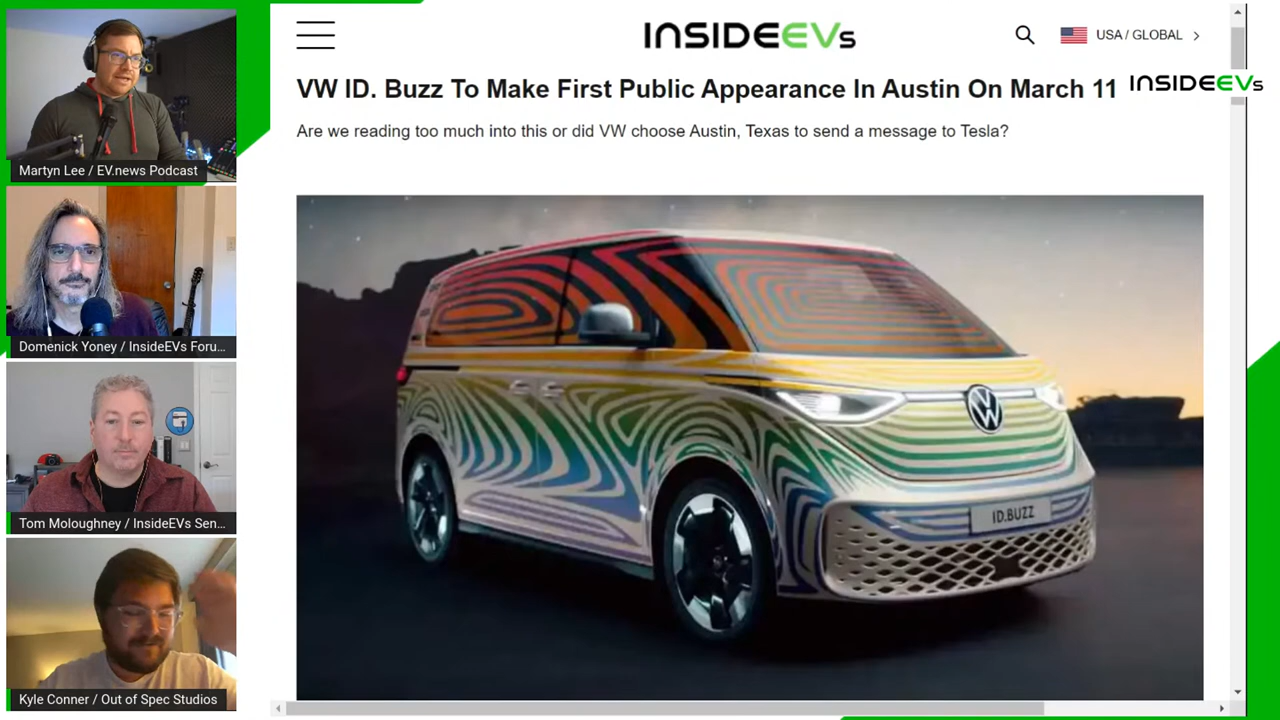 INSIDEEVs
USA / GLOBAL
VW ID. Buzz To Make First Public Appearance In Austin On March 11
INSIDEEVs
Are we reading too much into this or did VW choose Austin, Texas to send a message to Tesla?
ID.BUZZ
Martyn Lee / EV.news Podcast
Domenick Yoney / InsideEVs Foru...
Tom Moloughney / InsideEVs Sen...
Kyle Conner / Out of Spec Studios